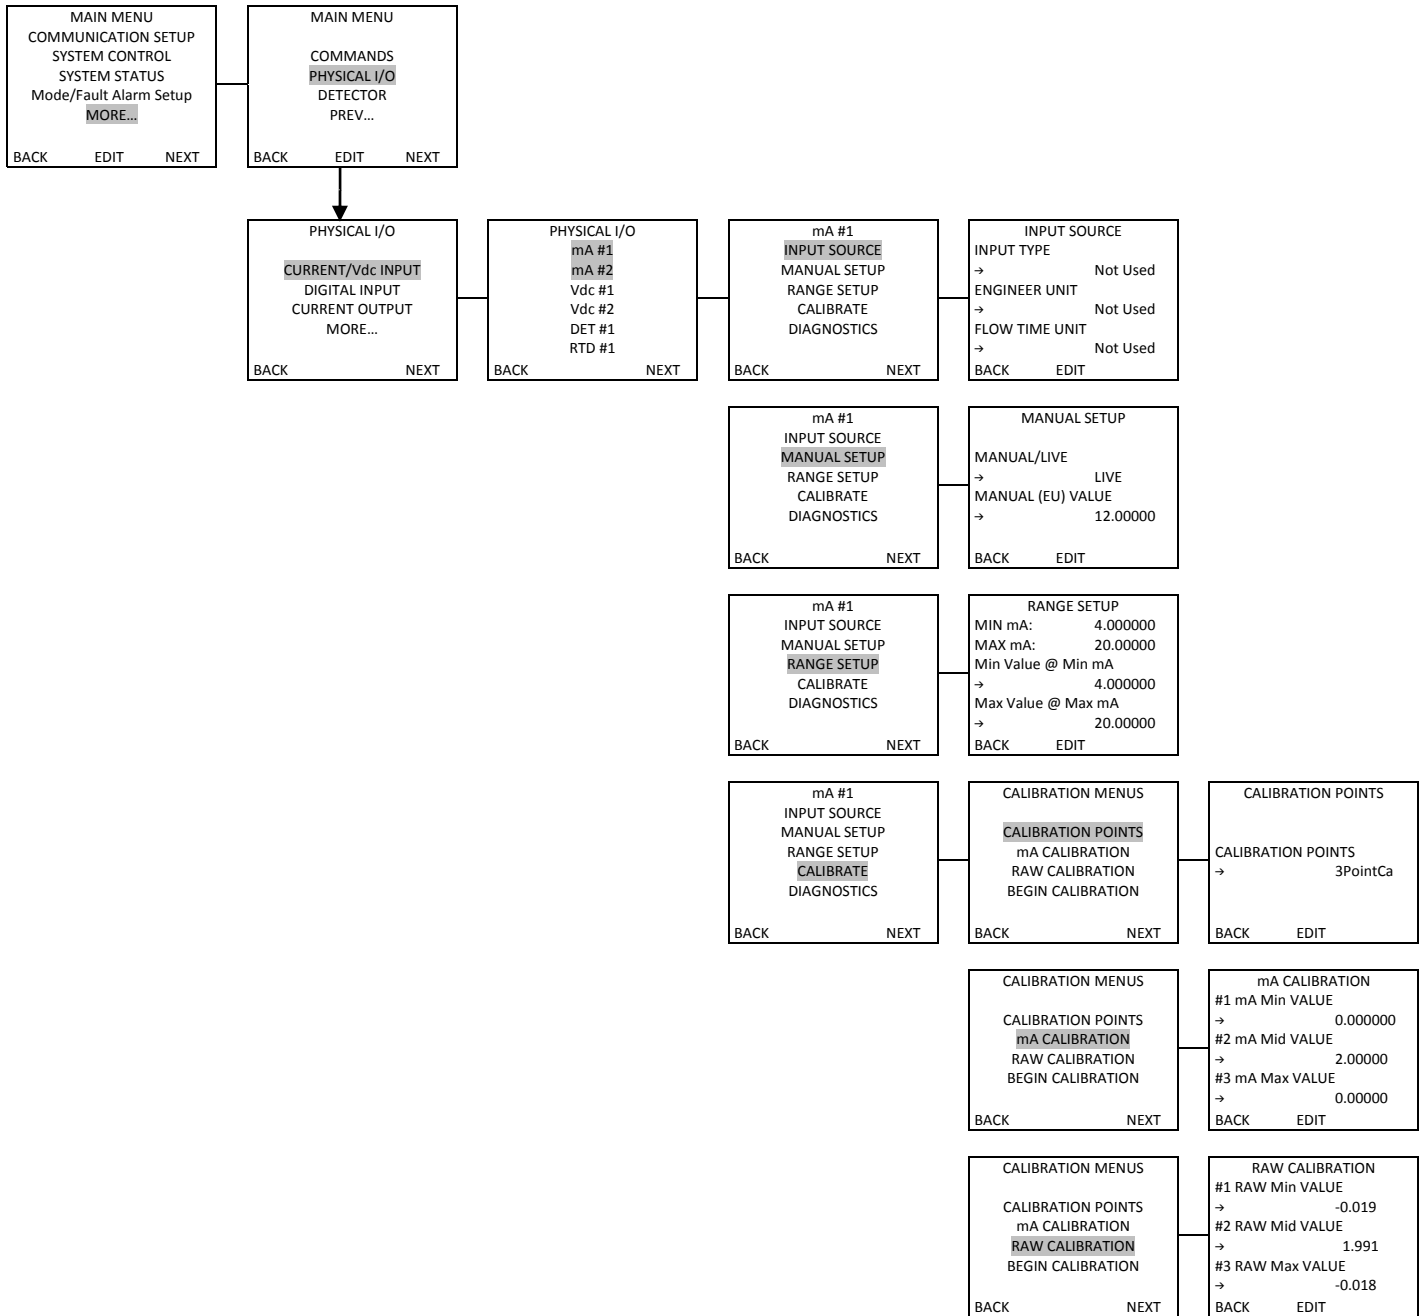 MAIN MENU
COMMUNICATION SETUP
SYSTEM CONTROL
SYSTEM STATUS
Mode/Fault Alarm Setup
MORE...
BACK EDIT NEXT
MAIN MENU
COMMANDS
PHYSICAL I/O
DETECTOR
PREV...
BACK EDIT NEXT
PHYSICAL I/O
CURRENT/Vdc INPUT
DIGITAL INPUT
CURRENT OUTPUT
MORE...
BACK NEXT
PHYSICAL I/O
mA #1
mA #2
Vdc #1
Vdc #2
DET #1
RTD #1
BACK NEXT
mA #1
INPUT SOURCE
MANUAL SETUP
RANGE SETUP
CALIBRATE
DIAGNOSTICS
BACK NEXT
INPUT SOURCE
INPUT TYPE
→ Not Used
ENGINEER UNIT
→ Not Used
FLOW TIME UNIT
→ Not Used
BACK EDIT
mA #1
INPUT SOURCE
MANUAL SETUP
RANGE SETUP
CALIBRATE
DIAGNOSTICS
BACK NEXT
MANUAL SETUP
MANUAL/LIVE
→ LIVE
MANUAL (EU) VALUE
→ 12.00000
BACK EDIT
mA #1
INPUT SOURCE
MANUAL SETUP
RANGE SETUP
CALIBRATE
DIAGNOSTICS
BACK NEXT
RANGE SETUP
MIN mA: 4.000000
MAX mA: 20.00000
Min Value @ Min mA
→ 4.000000
Max Value @ Max mA
→ 20.00000
BACK EDIT
mA #1
INPUT SOURCE
MANUAL SETUP
RANGE SETUP
CALIBRATE
DIAGNOSTICS
BACK NEXT
CALIBRATION MENUS
CALIBRATION POINTS
mA CALIBRATION
RAW CALIBRATION
BEGIN CALIBRATION
BACK NEXT
CALIBRATION POINTS
CALIBRATION POINTS
→ 3PointCa
BACK EDIT
CALIBRATION MENUS
CALIBRATION POINTS
mA CALIBRATION
RAW CALIBRATION
BEGIN CALIBRATION
BACK NEXT
mA CALIBRATION
#1 mA Min VALUE
→ 0.000000
#2 mA Mid VALUE
→ 2.00000
#3 mA Max VALUE
→ 0.00000
BACK EDIT
CALIBRATION MENUS
CALIBRATION POINTS
mA CALIBRATION
RAW CALIBRATION
BEGIN CALIBRATION
BACK NEXT
RAW CALIBRATION
#1 RAW Min VALUE
→ -0.019
#2 RAW Mid VALUE
→ 1.991
#3 RAW Max VALUE
→ -0.018
BACK EDIT